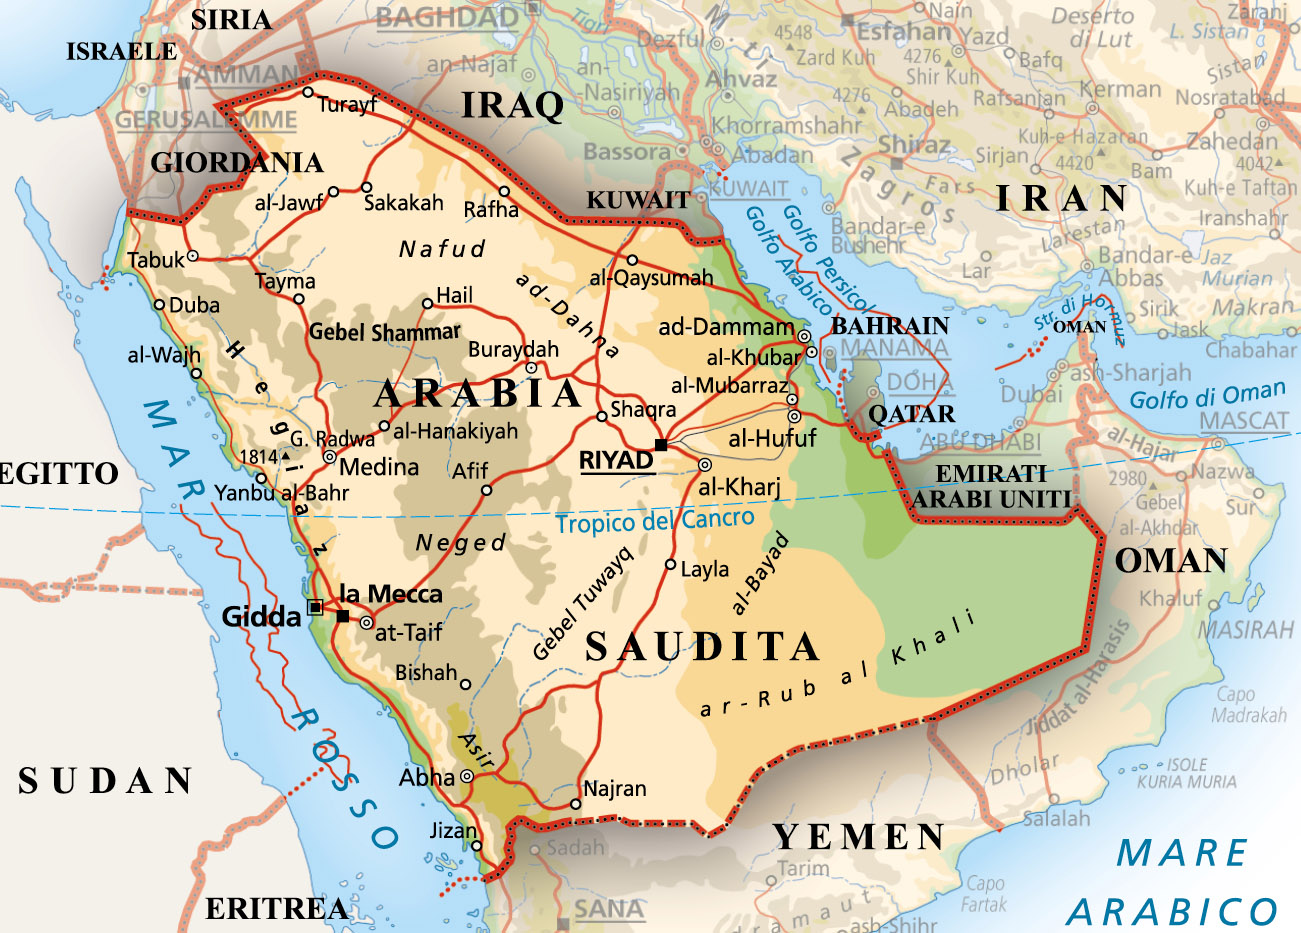 SIRIA
BAGHDAD
Tigri
Dezful
4548
Zard Kuh
Esfahan
Nain
Yazd
Deserto
di Lut
Zaranj
L. Sistan
Sistan
ISRAELE
AMMAN
an-Najaf
an-
-Nasiriyah
Ahvaz
4276
Shir Kuh
Bafq
Rafsanjan
Kerman
Nosratabad
Turayf
IRAQ
4276
Abadeh
GERUSALEMME
Khorramshahr
Abadan
Bassora
Shiraz
Kuh-e Hazaran
4420
Zahedan
4042
Sirjan
Bam
Kuh-e Taftan
GIORDANIA
Zagros
Fars
IRAN
Iranshahr
KUWAIT
KUWAIT
al-Jawf
Sakakah
Rafha
Golfo Persico
Golfo Arabico
Bandar-e
Bushehr
Larestan
Lar
Bandar-e
Abbas
Jaz
Murian
Nafud
Tabuk
Tayma
al-Qaysumah
ad-Dahna
Makran
Duba
Hail
Gebel Shammar
ad-Dammam
BAHRAIN
MANAMA
Str. di Hormuz
OMAN
Sirik
Jask
Chabahar
al-Wajh
Hegiaz
Buraydah
al-Khubar
al-Mubarraz
DOHA
Dubai
ash-Sharjah
Golfo di Oman
MASCAT
ARABIA
Shaqra
QATAR
al-Hufuf
ABU DHABI
al-Hajar
MAR
ROSSO
EGITTO
G. Radwa
1814
al-Hanakiyah
Medina
Afif
RIYAD
al-Kharj
EMIRATI
ARABI UNITI
2980
Gebel
al-Akhdar
Nazwa
Sur
Yanbu al-Bahr
Tropico del Cancro
Neged
OMAN
Gebel Tuwayq
Layla
al-Bayad
Khaluf
MASIRAH
la Mecca
Gidda
at-Taif
SAUDITA
ar-Rub al Khali
Jiddat al-Harasis
Bishah
Capo
Madrakah
Asir
SUDAN
Abha
Najran
Dholar
ISOLE
KURIA MURIA
Jizan
Sadah
YEMEN
Salalah
Tarim
MARE
ARABICO
Capo
Fartak
ERITREA
SANA
dramaut
ash-Shihr